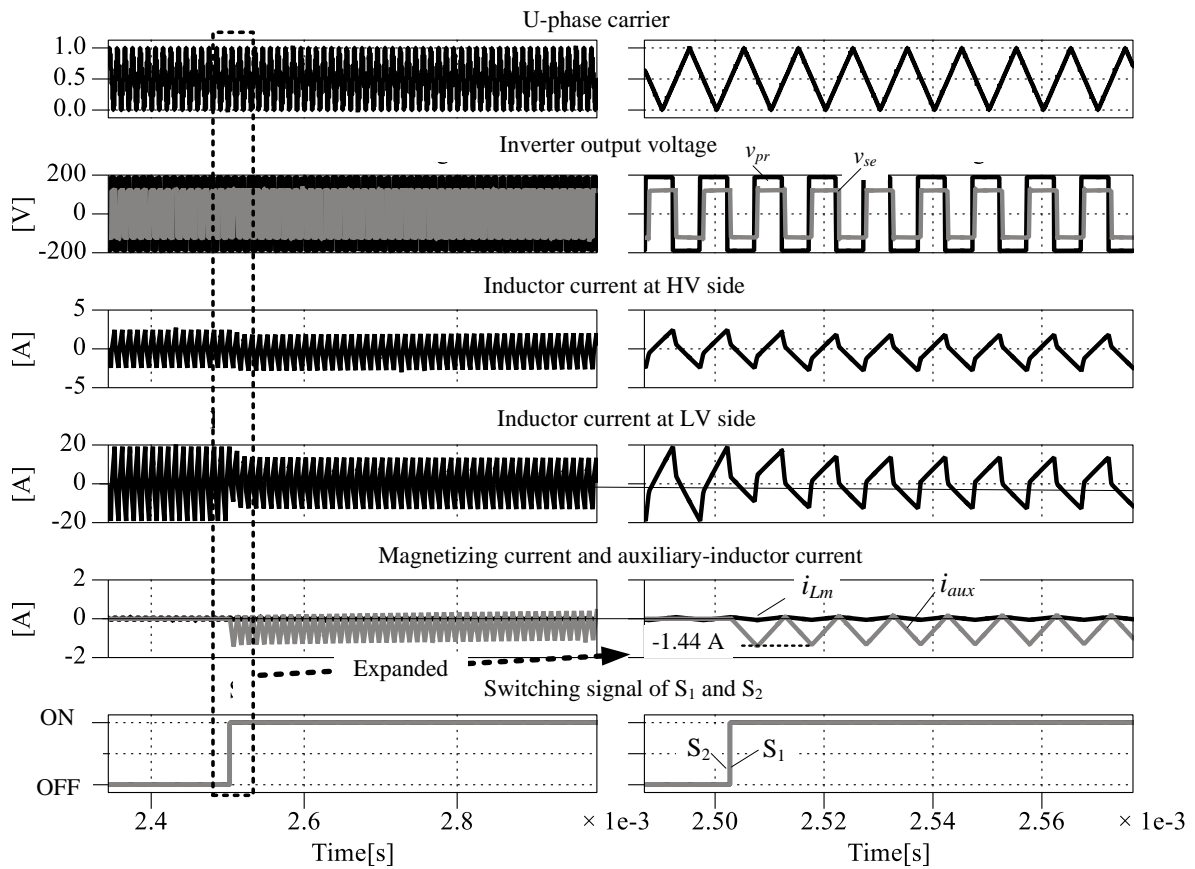 U-phase carrier
1.0
0.5
0.0
Inverter output voltage
v_pr
v_se
200
0
-200
[V]
Inductor current at HV side
5
0
-5
[A]
Inductor current at LV side
20
0
-20
[A]
Magnetizing current and auxiliary-inductor current
2
0
-2
[A]
i_Lm
i_aux
-1.44 A
Expanded
Switching signal of S₁ and S₂
ON
OFF
S₂
S₁
2.4 2.6 2.8 × 1e-3
2.50 2.52 2.54 2.56 × 1e-3
Time[s]
Time[s]